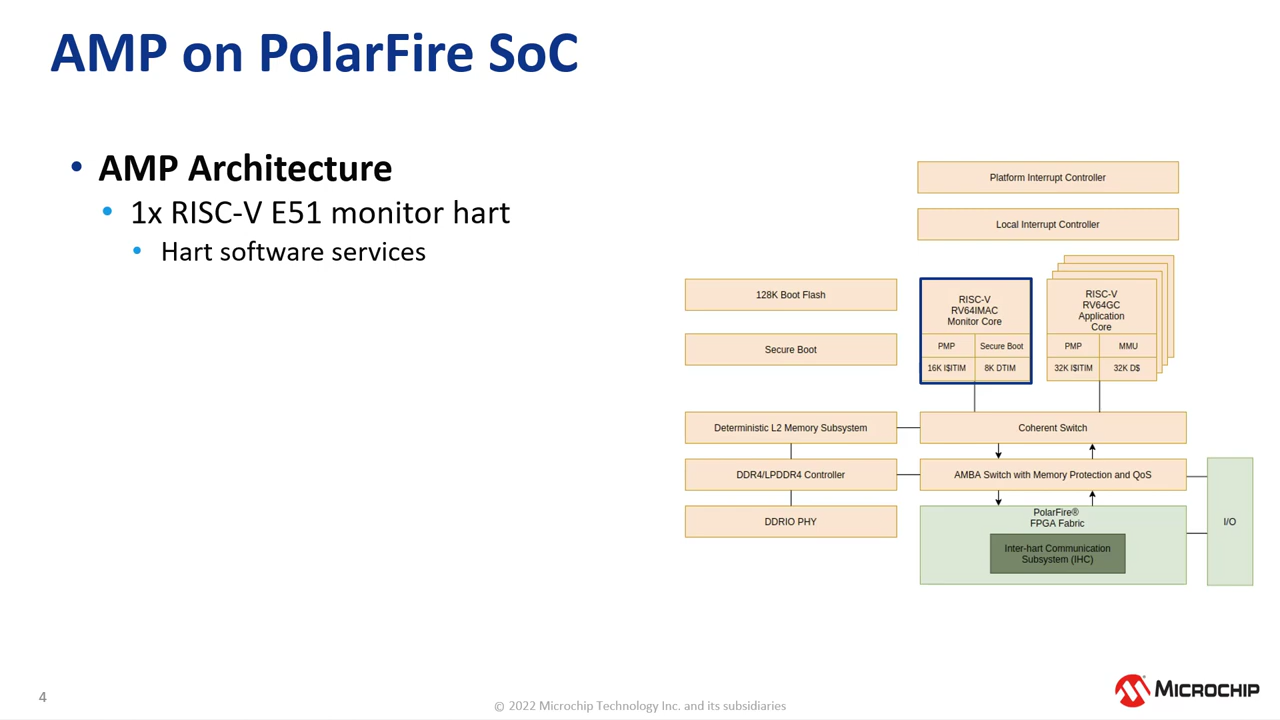 AMP on PolarFire SoC
• AMP Architecture
• 1x RISC-V E51 monitor hart
• Hart software services
Platform Interrupt Controller
Local Interrupt Controller
128K Boot Flash
Secure Boot
RISC-V
RV64IMAC
Monitor Core
PMP
Secure Boot
16K I$ITIM
8K DTIM
RISC-V
RV64GC
Application
Core
PMP
MMU
32K I$ITIM
32K D$
Deterministic L2 Memory Subsystem
Coherent Switch
DDR4/LPDDR4 Controller
AMBA Switch with Memory Protection and QoS
DDRIO PHY
PolarFire®
FPGA Fabric
Inter-hart Communication
Subsystem (IHC)
I/O
4
© 2022 Microchip Technology Inc. and its subsidiaries
MICROCHIP